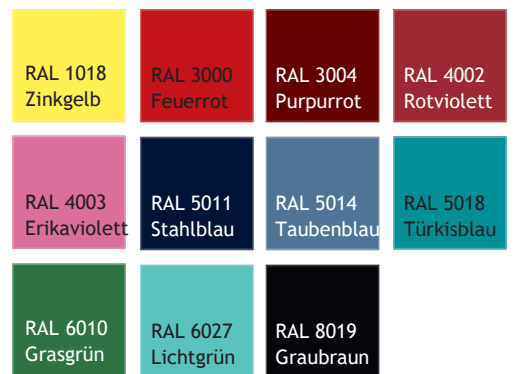 RAL 1018
Zinkgelb
RAL 3000
Feuerrot
RAL 3004
Purpurrot
RAL 4002
Rotviolett
RAL 4003
Erikaviolett
RAL 5011
Stahlblau
RAL 5014
Taubenblau
RAL 5018
Türkisblau
RAL 6010
Grasgrün
RAL 6027
Lichtgrün
RAL 8019
Graubraun